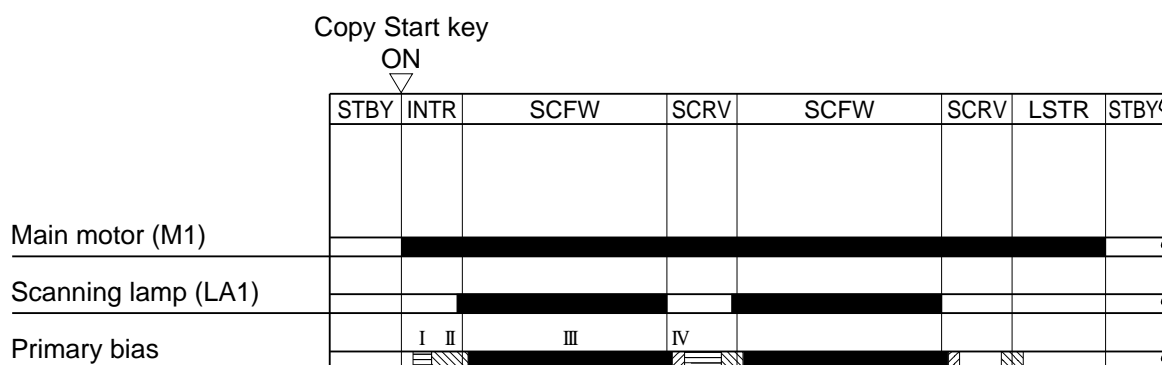 Copy Start key
ON
STBY INTR SCFW SCRV SCFW SCRV LSTR STBY
Main motor (M1)
Scanning lamp (LA1)
I II III IV
Primary bias